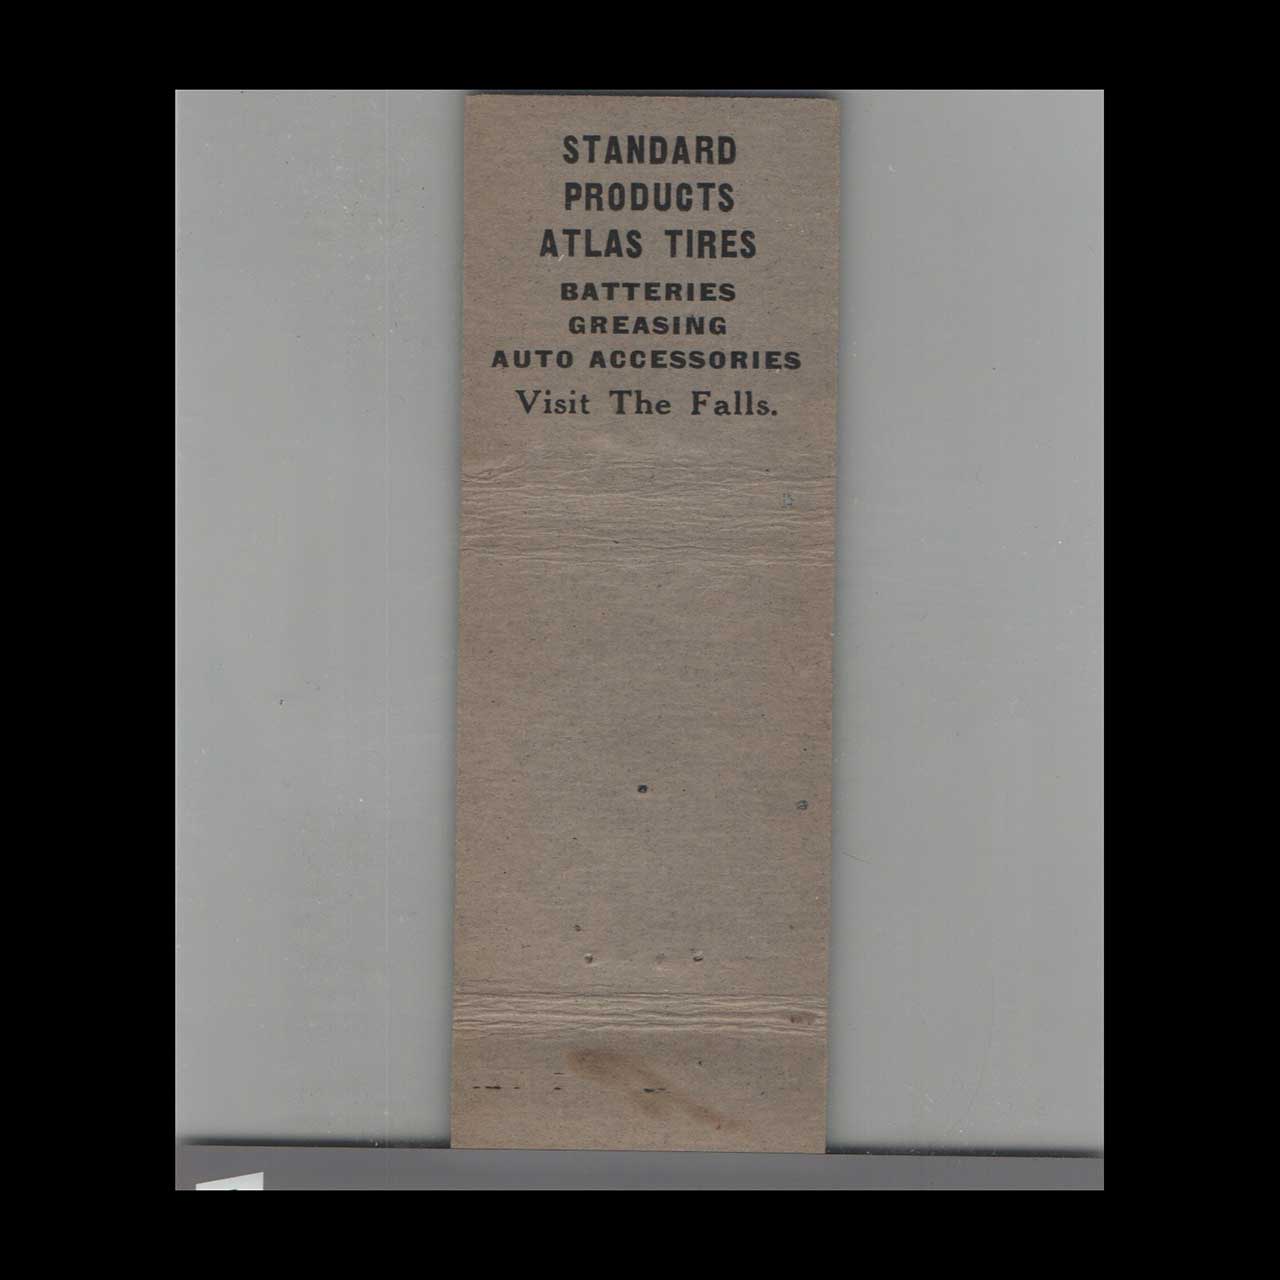 STANDARD
PRODUCTS
ATLAS TIRES
BATTERIES
GREASING
AUTO ACCESSORIES
Visit The Falls.